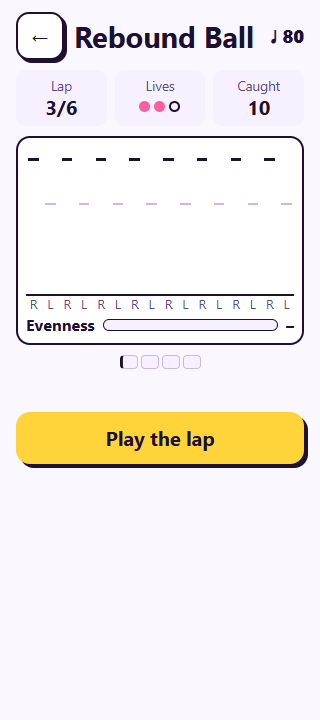 ← Rebound Ball ♩ 80
Lap Lives Caught
3/6 10
R L R L R L R L R L R L R L R L
Evenness –
Play the lap